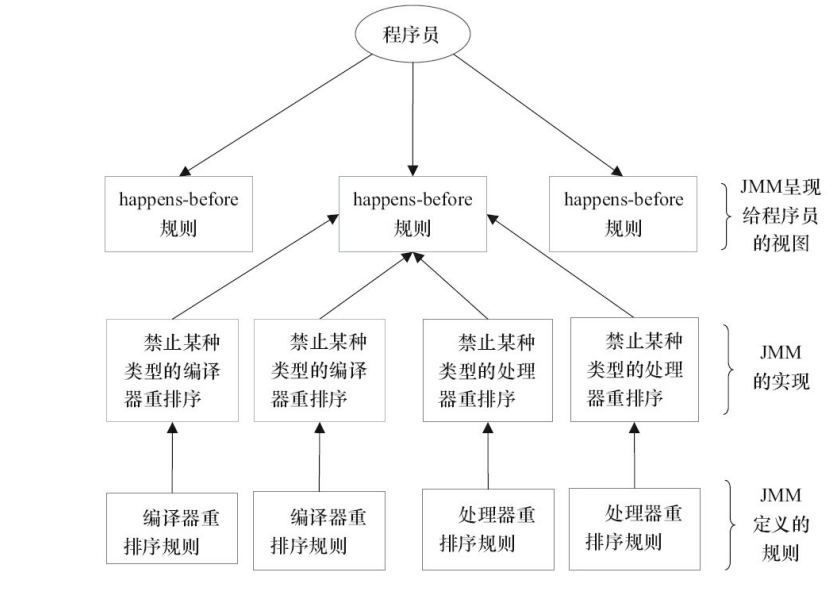 程序员
happens-before
规则
happens-before
规则
happens-before
规则
JMM呈现
给程序员
的视图
禁止某种
类型的编译
器重排序
禁止某种
类型的编译
器重排序
禁止某种
类型的处理
器重排序
禁止某种
类型的处理
器重排序
JMM
的实现
编译器重
排序规则
编译器重
排序规则
处理器重
排序规则
处理器重
排序规则
JMM
定义的
规则